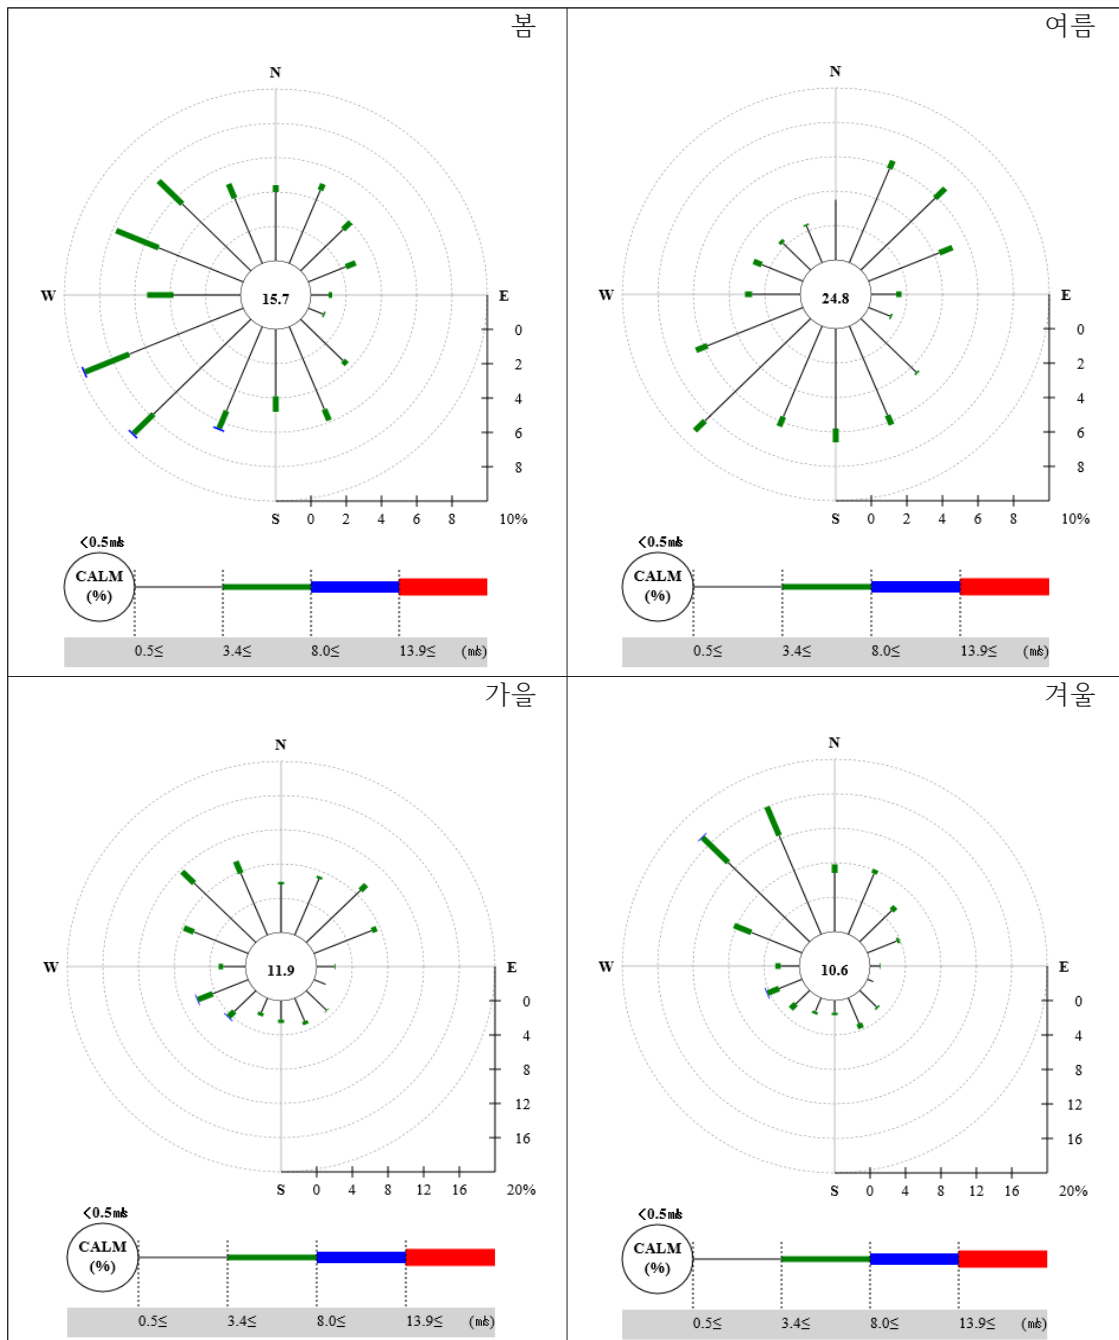 봄
N
W
15.7
E
0
2
4
6
8
S 0 2 4 6 8 10%
<0.5㎧
CALM
(%)
0.5≤ 3.4≤ 8.0≤ 13.9≤ (㎧)
여름
N
W
24.8
E
0
2
4
6
8
S 0 2 4 6 8 10%
<0.5㎧
CALM
(%)
0.5≤ 3.4≤ 8.0≤ 13.9≤ (㎧)
가을
N
W
11.9
E
0
4
8
12
16
S 0 4 8 12 16 20%
<0.5㎧
CALM
(%)
0.5≤ 3.4≤ 8.0≤ 13.9≤ (㎧)
겨울
N
W
10.6
E
0
4
8
12
16
S 0 4 8 12 16 20%
<0.5㎧
CALM
(%)
0.5≤ 3.4≤ 8.0≤ 13.9≤ (㎧)